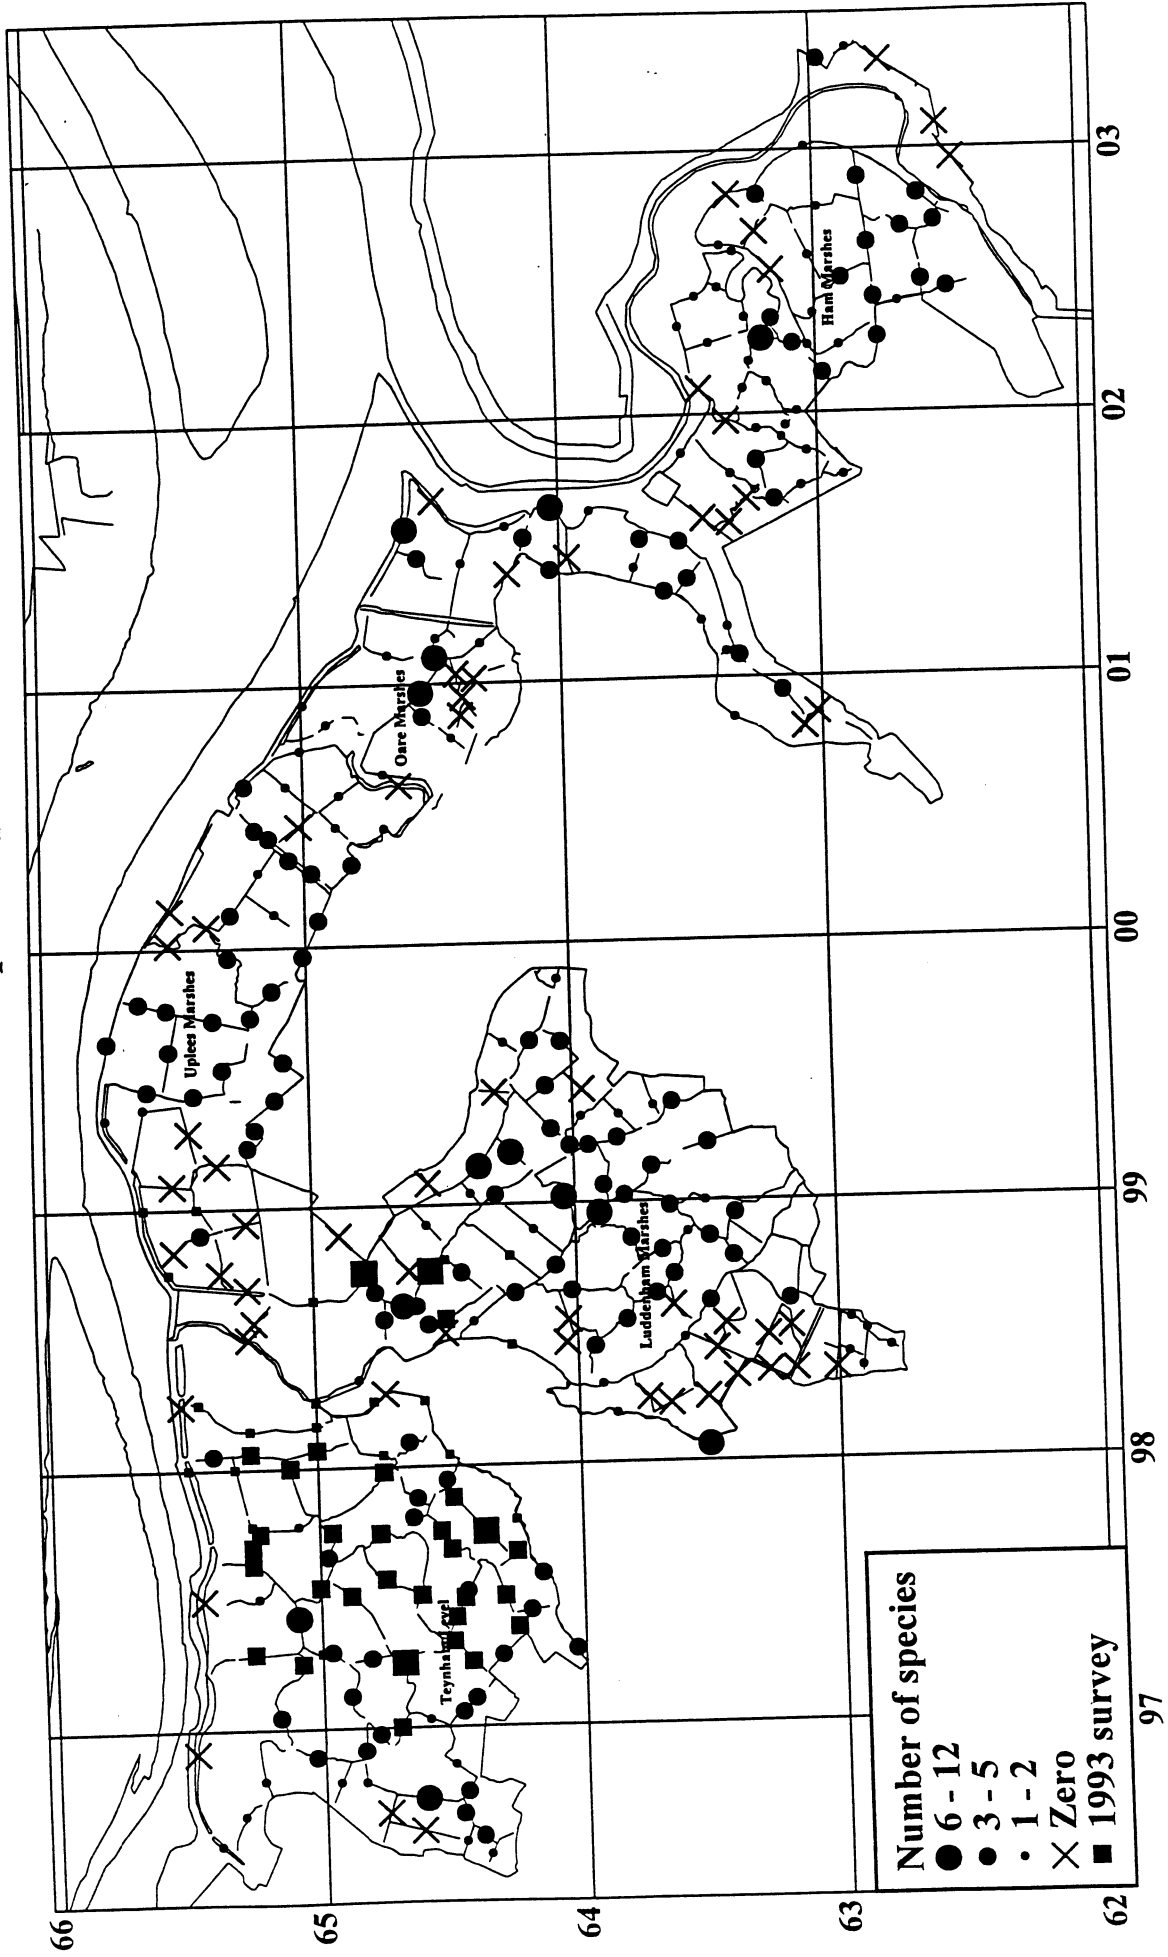 Ham Marshes
Oare Marshes
Uplees Marshes
Luddenham Marshes
Teynham Level
66
65
64
63
62
97
98
99
00
01
02
03
Number of species
6 - 12
3 - 5
1 - 2
Zero
1993 survey